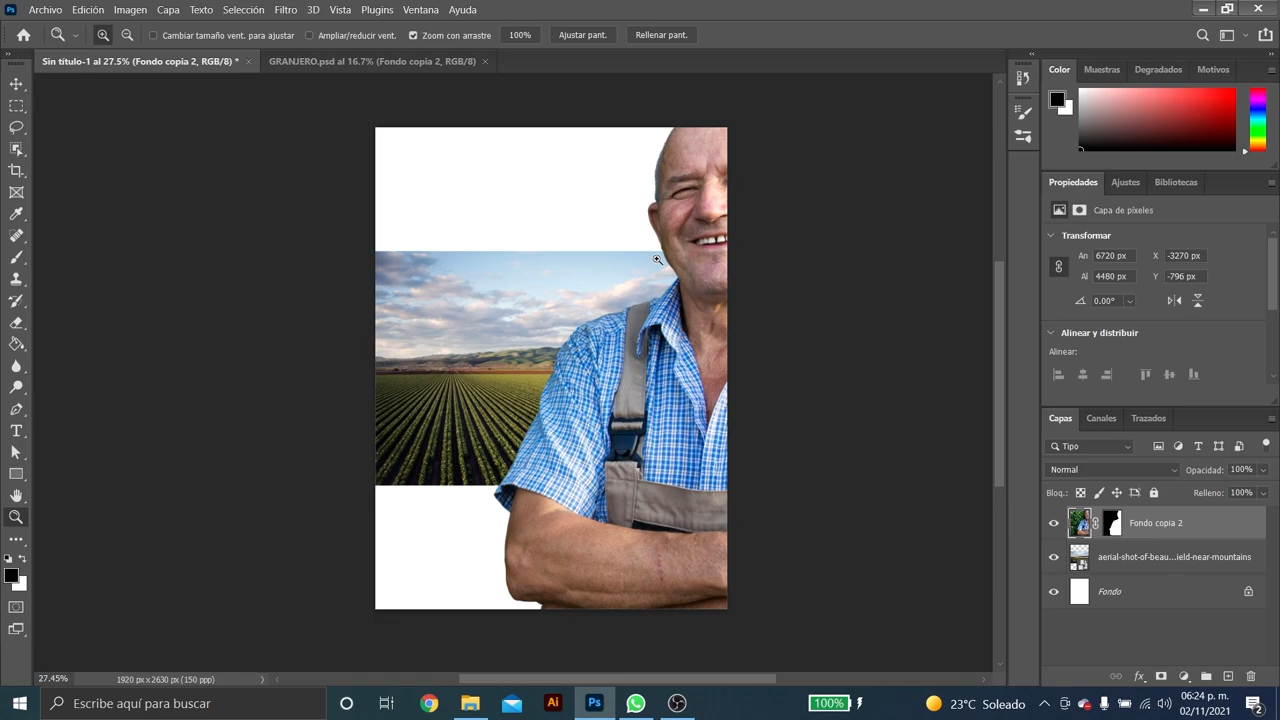 Ps Archivo Edición Imagen Capa Texto Selección Filtro 3D Vista Plugins Ventana Ayuda
Cambiar tamaño vent. para ajustar Ampliar/reducir vent. Zoom con arrastre 100% Ajustar pant. Rellenar pant.
Sin título-1 al 27.5% (Fondo copia 2, RGB/8) * × GRANJERO.psd al 16.7% (Fondo copia 2, RGB/8) ×
Color Muestras Degradados Motivos
Propiedades Ajustes Bibliotecas
Capa de píxeles
Transformar
An 6720 px X -3270 px
Al 4480 px Y -796 px
0.00°
Alinear y distribuir
Alinear:
Capas Canales Trazados
Tipo
Normal Opacidad: 100%
Bloq.: Relleno: 100%
Fondo copia 2
aerial-shot-of-beau...ield-near-mountains
Fondo
27.45% 1920 px x 2630 px (150 ppp)
Escribe aquí para buscar Ai Ps 100% 23°C Soleado 06:24 p. m.
02/11/2021 2